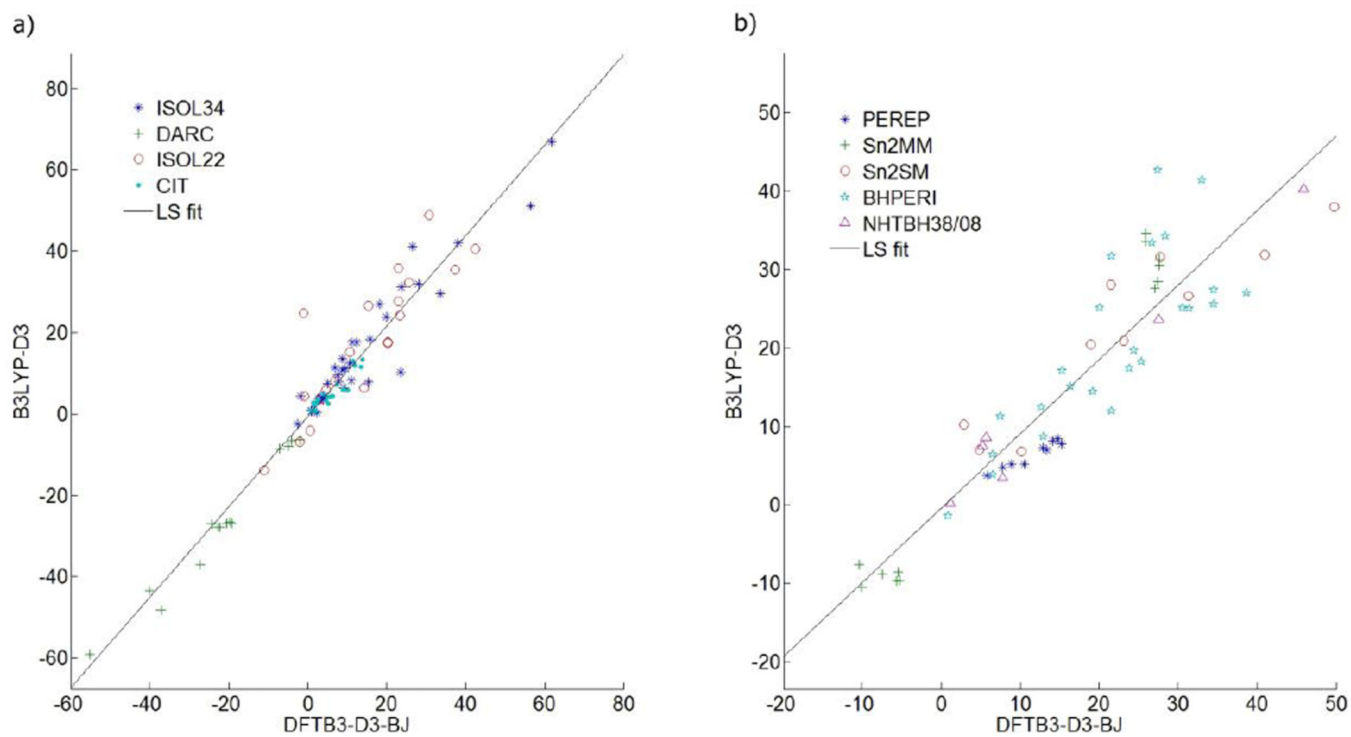 a)
B3LYP-D3
80
60
40
20
0
-20
-40
-60
ISOL34
DARC
ISOL22
CIT
LS fit
-60 -40 -20 0 20 40 60 80
DFTB3-D3-BJ
b)
B3LYP-D3
50
40
30
20
10
0
-10
-20
PEREP
Sn2MM
Sn2SM
BHPERI
NHTBH38/08
LS fit
-20 -10 0 10 20 30 40 50
DFTB3-D3-BJ